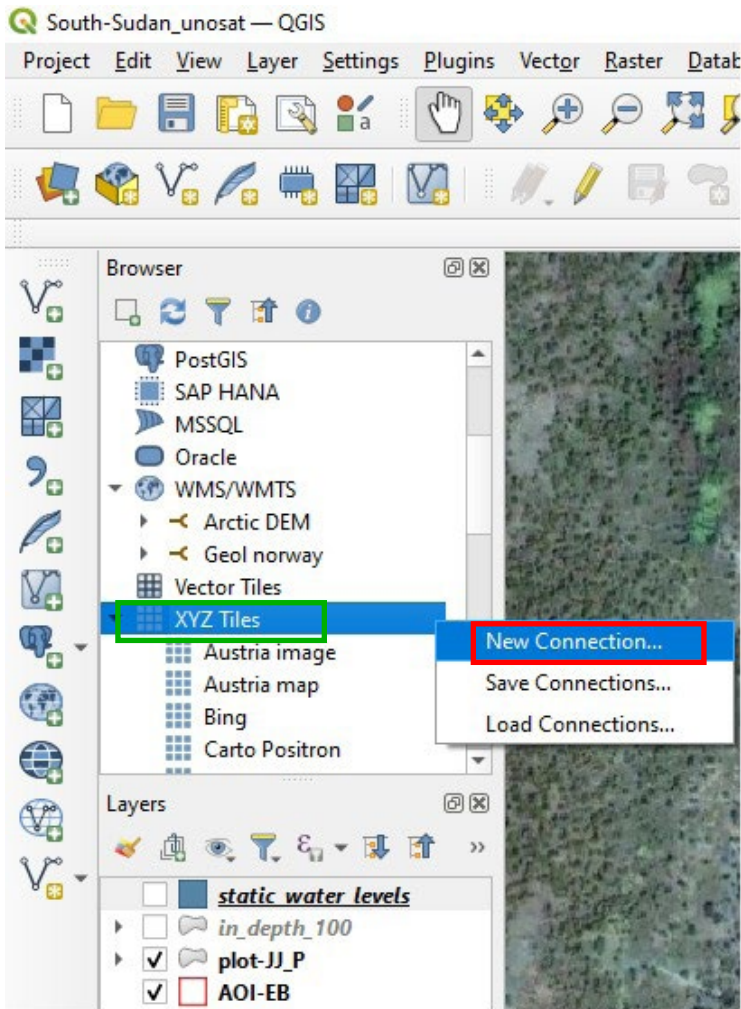 South-Sudan_unosat — QGIS
Project Edit View Layer Settings Plugins Vector Raster Datab
a
Browser
PostGIS
SAP HANA
MSSQL
Oracle
WMS/WMTS
Arctic DEM
Geol norway
Vector Tiles
XYZ Tiles
New Connection...
Austria image
Save Connections...
Austria map
Bing
Load Connections...
Carto Positron
Layers
static_water_levels
in_depth_100
plot-JJ_P
AOI-EB